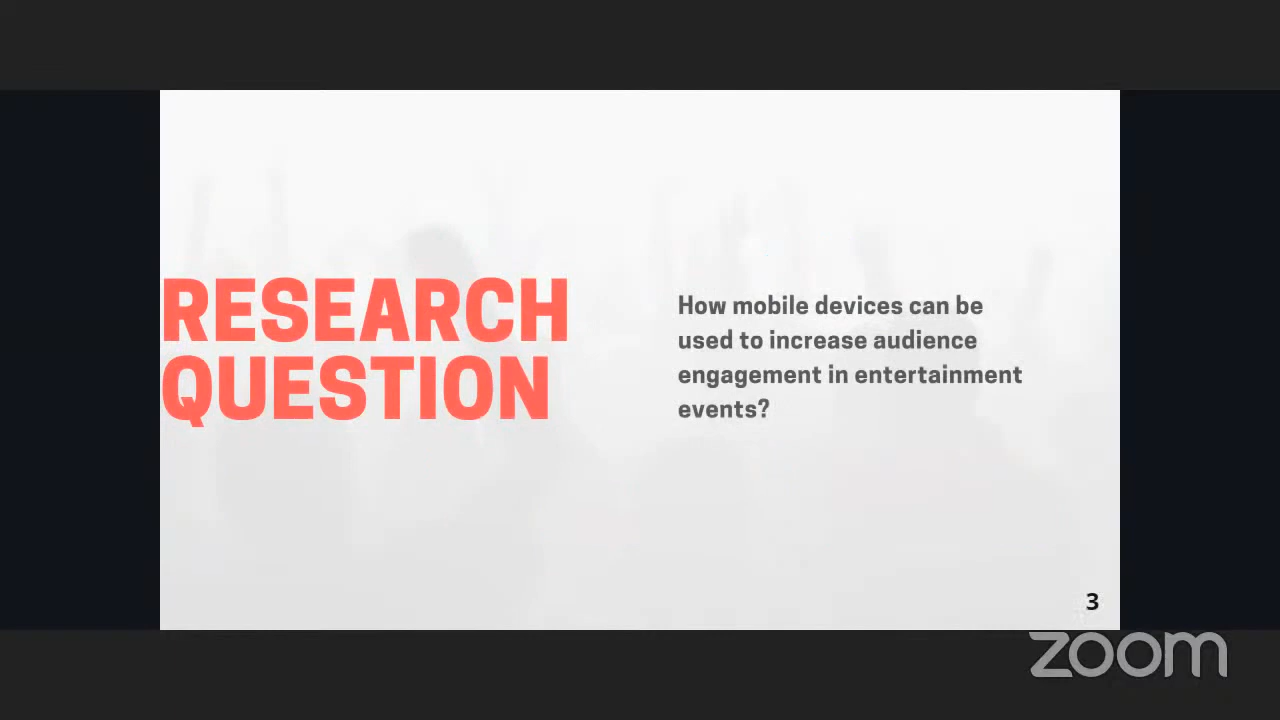 RESEARCH
QUESTION
How mobile devices can be
used to increase audience
engagement in entertainment
events?
3
zoom